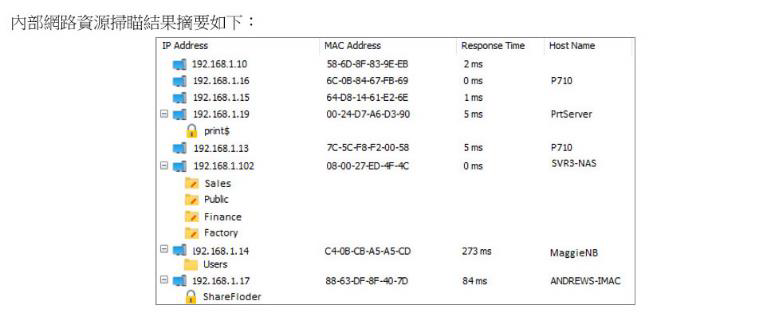 內部網路資源掃瞄結果摘要如下：
IP Address MAC Address Response Time Host Name
192.168.1.10 58-6D-8F-83-9E-EB 2 ms
192.168.1.16 6C-0B-84-67-FB-69 0 ms P710
192.168.1.15 64-D8-14-61-E2-6E 1 ms
192.168.1.19 00-24-D7-A6-D3-90 5 ms PrtServer
print$
192.168.1.13 7C-5C-F8-F2-00-58 5 ms P710
192.168.1.102 08-00-27-ED-4F-4C 0 ms SVR3-NAS
Sales
Public
Finance
Factory
192.168.1.14 C4-0B-CB-A5-A5-CD 273 ms MaggieNB
Users
192.168.1.17 88-63-DF-8F-40-7D 84 ms ANDREWS-IMAC
ShareFloder